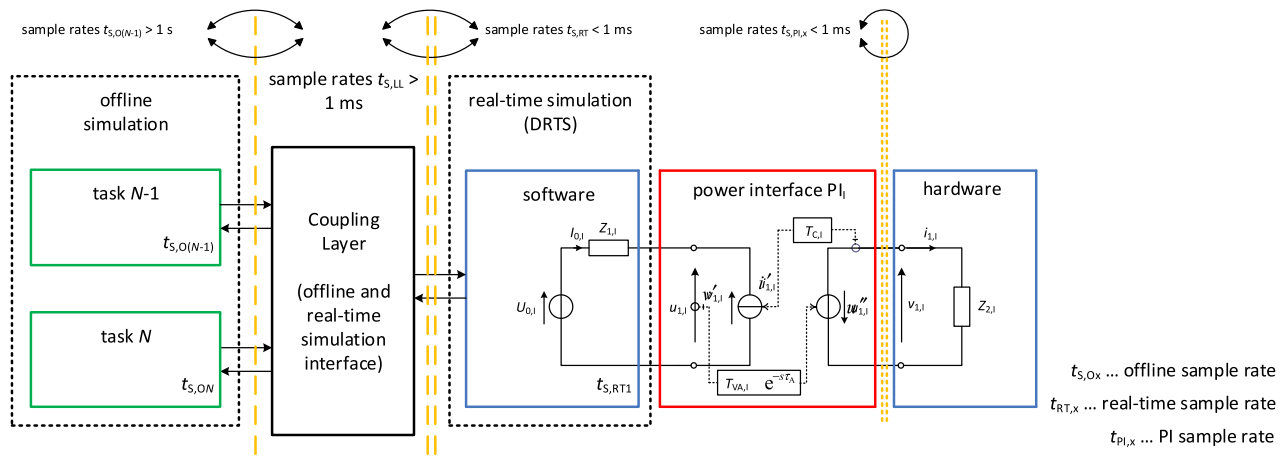 sample rates tS,O(N-1) > 1 s
sample rates tS,RT < 1 ms
sample rates tS,PI,x < 1 ms
sample rates tS,LL >
1 ms
offline
simulation
real-time simulation
(DRTS)
task N-1
tS,O(N-1)
task N
tS,ON
Coupling
Layer
(offline and
real-time
simulation
interface)
software
I0,I
Z1,I
U0,I
tS,RT1
power interface PII
TC,I
u1,I
TVA,I e−sτA
hardware
i1,I
v1,I
Z2,I
tS,Ox ... offline sample rate
tRT,x ... real-time sample rate
tPI,x ... PI sample rate